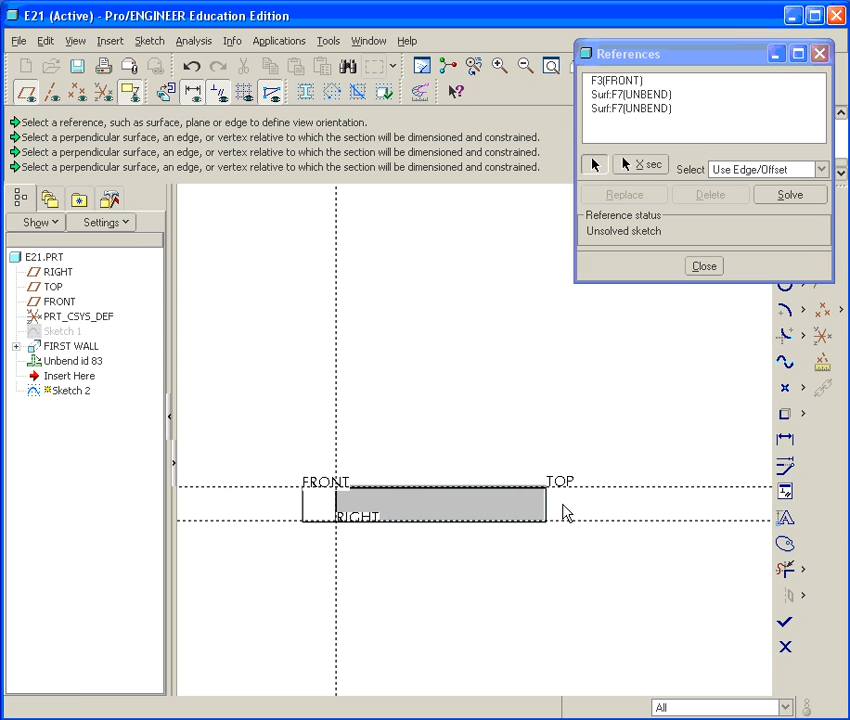 E21 (Active) - Pro/ENGINEER Education Edition
File Edit View Insert Sketch Analysis Info Applications Tools Window Help
References
F3(FRONT)
Surf:F7(UNBEND)
Surf:F7(UNBEND)
X sec
Select
Use Edge/Offset
Replace
Delete
Solve
Reference status
Unsolved sketch
Close
Select a reference, such as surface, plane or edge to define view orientation.
Select a perpendicular surface, an edge, or vertex relative to which the section will be dimensioned and constrained.
Select a perpendicular surface, an edge, or vertex relative to which the section will be dimensioned and constrained.
Select a perpendicular surface, an edge, or vertex relative to which the section will be dimensioned and constrained.
Show
Settings
E21.PRT
RIGHT
TOP
FRONT
PRT_CSYS_DEF
Sketch 1
FIRST WALL
Unbend id 83
Insert Here
Sketch 2
FRONT
TOP
RIGHT
All